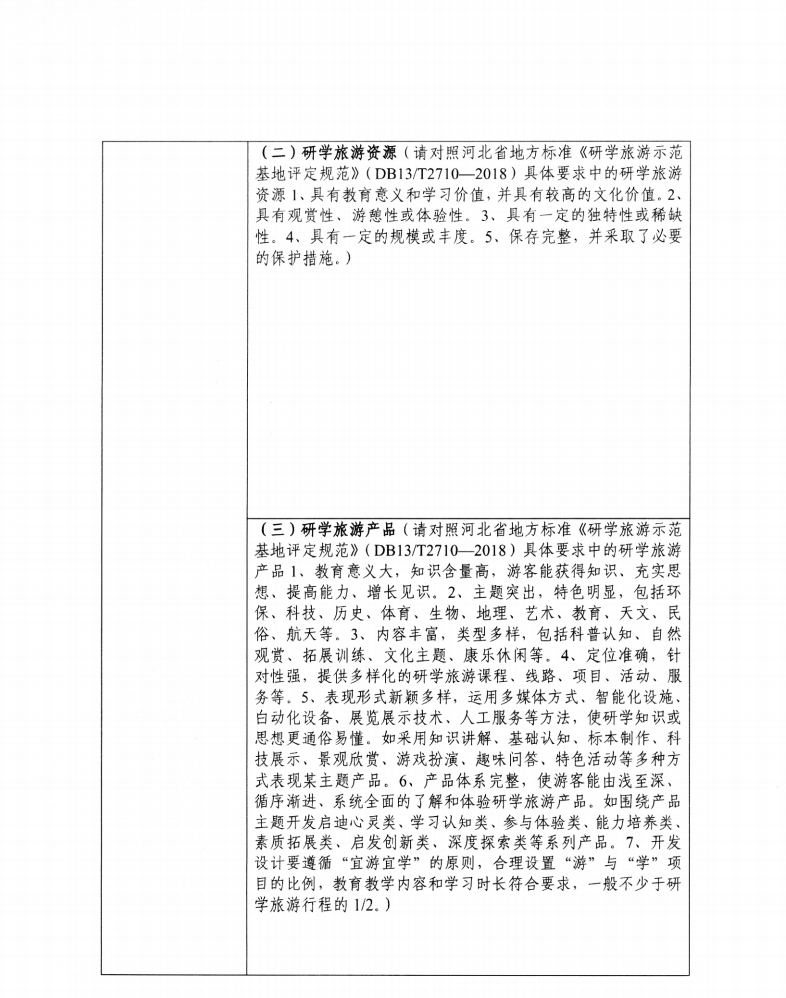 （二）研学旅游资源（请对照河北省地方标准《研学旅游示范
基地评定规范》（DB13/T2710—2018）具体要求中的研学旅游
资源 1、具有教育意义和学习价值，并具有较高的文化价值。2、
具有观赏性、游憩性或体验性。3、具有一定的独特性或稀缺
性。4、具有一定的规模或丰度。5、保存完整，并采取了必要
的保护措施。）
（三）研学旅游产品（请对照河北省地方标准《研学旅游示范
基地评定规范》（DB13/T2710—2018）具体要求中的研学旅游
产品 1、教育意义大，知识含量高，游客能获得知识、充实思
想、提高能力、增长见识。2、主题突出，特色明显，包括环
保、科技、历史、体育、生物、地理、艺术、教育、天文、民
俗、航天等。3、内容丰富，类型多样，包括科普认知、自然
观赏、拓展训练、文化主题、康乐休闲等。4、定位准确，针
对性强，提供多样化的研学旅游课程、线路、项目、活动、服
务等。5、表现形式新颖多样，运用多媒体方式、智能化设施、
自动化设备、展览展示技术、人工服务等方法，使研学知识或
思想更通俗易懂。如采用知识讲解、基础认知、标本制作、科
技展示、景观欣赏、游戏扮演、趣味问答、特色活动等多种方
式表现某主题产品。6、产品体系完整，使游客能由浅至深、
循序渐进、系统全面的了解和体验研学旅游产品。如围绕产品
主题开发启迪心灵类、学习认知类、参与体验类、能力培养类、
素质拓展类、启发创新类、深度探索类等系列产品。7、开发
设计要遵循“宜游宜学”的原则，合理设置“游”与“学”项
目的比例，教育教学内容和学习时长符合要求，一般不少于研
学旅游行程的 1/2。）